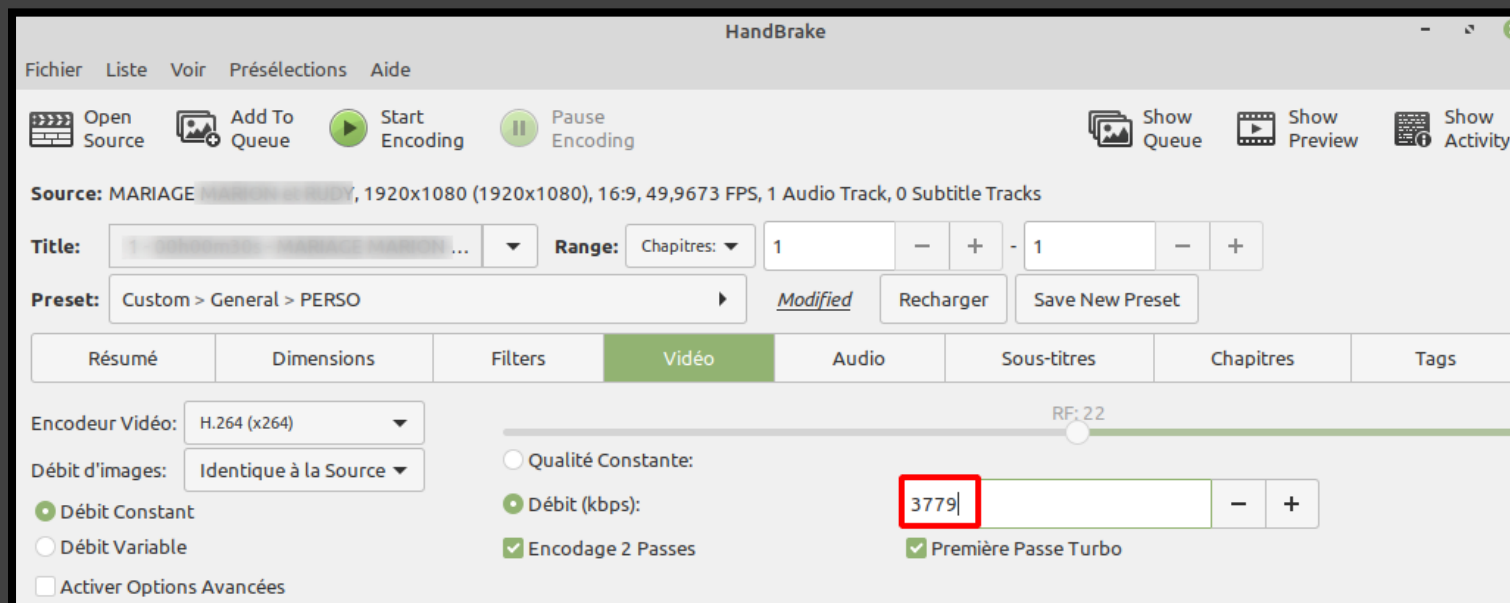 HandBrake
Fichier Liste Voir Présélections Aide
Open Source Add To Queue Start Encoding Pause Encoding Show Queue Show Preview Show Activity
Source: MARIAGE , 1920x1080 (1920x1080), 16:9, 49,9673 FPS, 1 Audio Track, 0 Subtitle Tracks
Title: ... Range: Chapitres: 1 - 1
Preset: Custom > General > PERSO Modified Recharger Save New Preset
Résumé Dimensions Filters Vidéo Audio Sous-titres Chapitres Tags
RF: 22
Encodeur Vidéo: H.264 (x264)
Qualité Constante:
Débit d'images: Identique à la Source
Débit (kbps): 3779
Débit Constant
Débit Variable
Encodage 2 Passes Première Passe Turbo
Activer Options Avancées